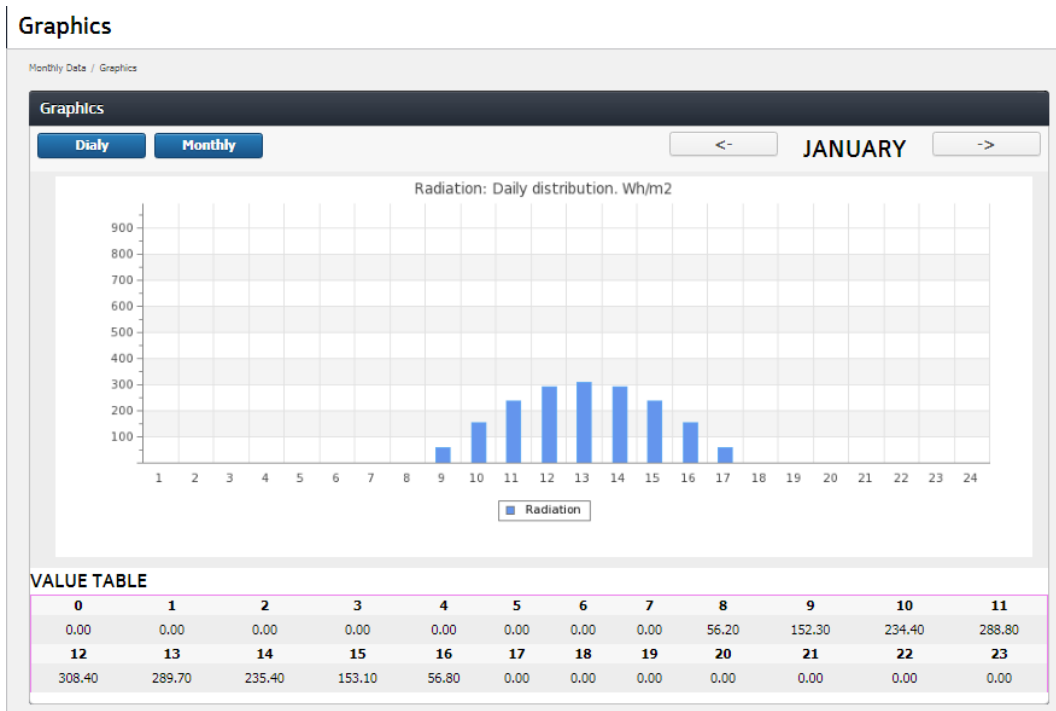 Graphics
Monthly Data / Graphics
Graphics
Dialy Monthly <- JANUARY ->
Radiation: Daily distribution. Wh/m2
900
800
700
600
500
400
300
200
100
1 2 3 4 5 6 7 8 9 10 11 12 13 14 15 16 17 18 19 20 21 22 23 24
Radiation
VALUE TABLE
0 1 2 3 4 5 6 7 8 9 10 11
0.00 0.00 0.00 0.00 0.00 0.00 0.00 0.00 56.20 152.30 234.40 288.80
12 13 14 15 16 17 18 19 20 21 22 23
308.40 289.70 235.40 153.10 56.80 0.00 0.00 0.00 0.00 0.00 0.00 0.00